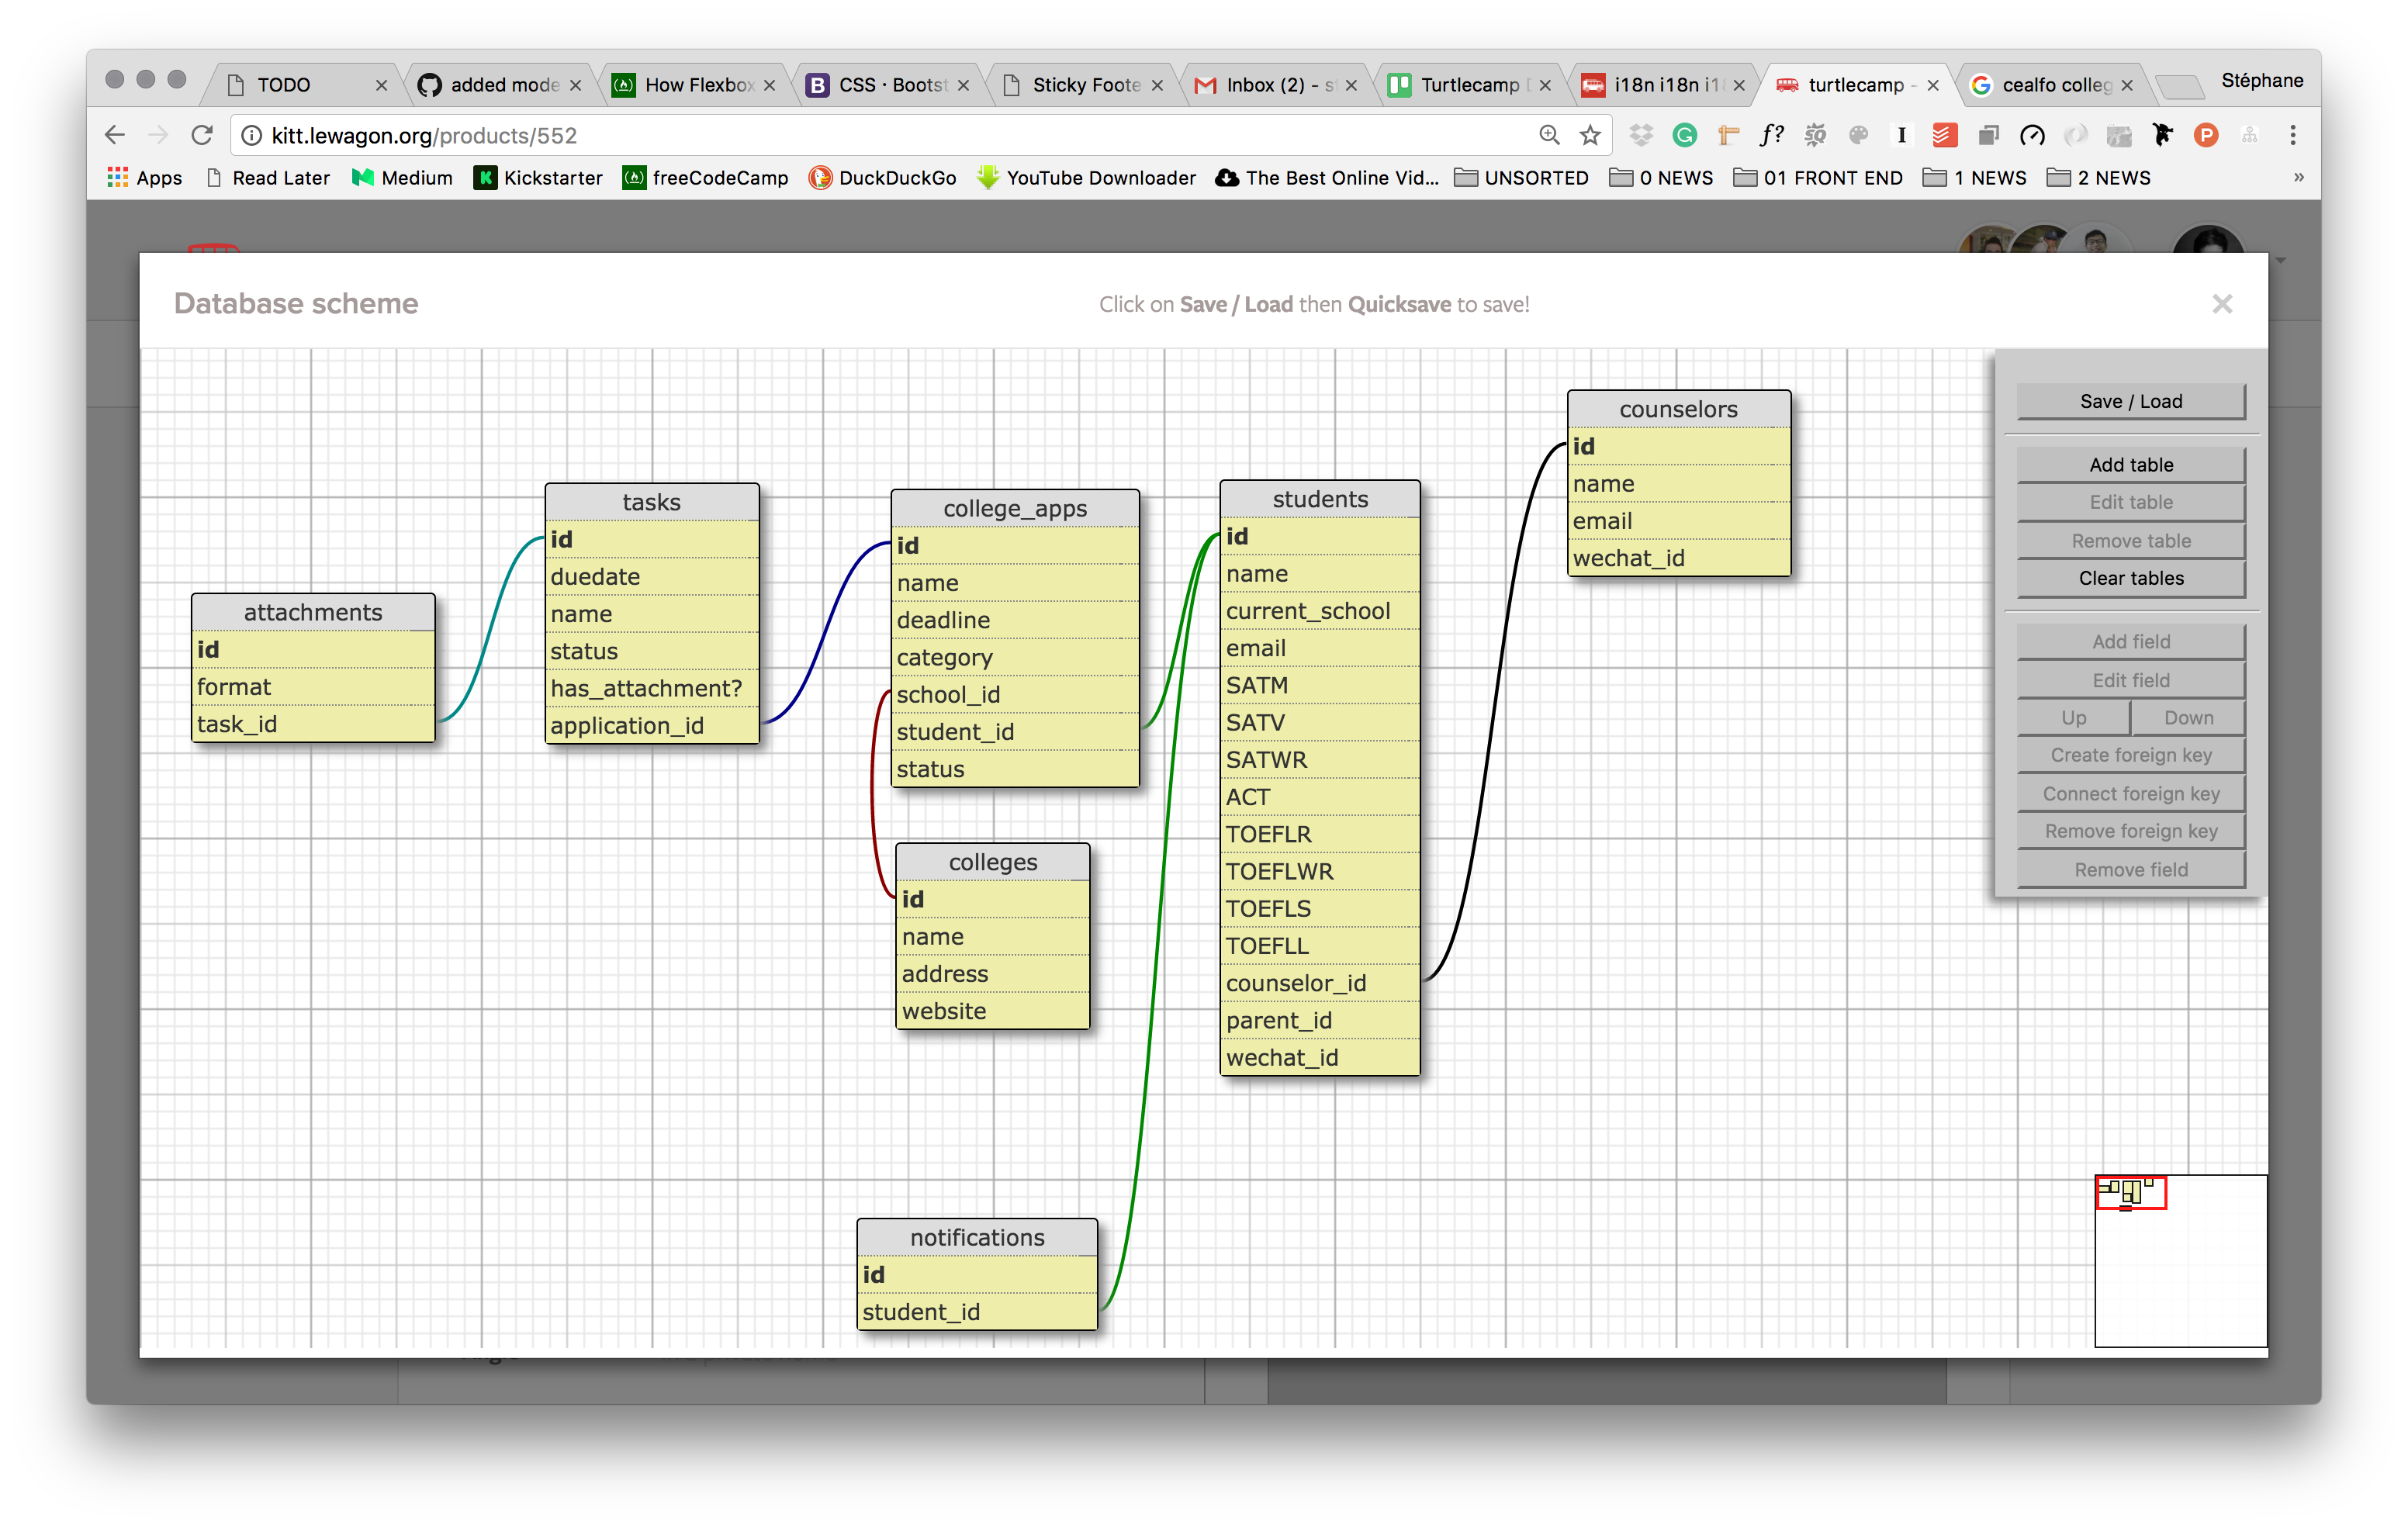 TODO
added mode
How Flexbox
CSS · Bootst
Sticky Foote
Inbox (2) - s
Turtlecamp
i18n i18n i1
turtlecamp -
cealfo colleg
Stéphane
kitt.lewagon.org/products/552
Apps
Read Later
Medium
Kickstarter
freeCodeCamp
DuckDuckGo
YouTube Downloader
The Best Online Vid...
UNSORTED
0 NEWS
01 FRONT END
1 NEWS
2 NEWS
»
Database scheme
Click on Save / Load then Quicksave to save!
attachments
id
format
task_id
tasks
id
duedate
name
status
has_attachment?
application_id
college_apps
id
name
deadline
category
school_id
student_id
status
colleges
id
name
address
website
students
id
name
current_school
email
SATM
SATV
SATWR
ACT
TOEFLR
TOEFLWR
TOEFLS
TOEFLL
counselor_id
parent_id
wechat_id
counselors
id
name
email
wechat_id
notifications
id
student_id
Save / Load
Add table
Edit table
Remove table
Clear tables
Add field
Edit field
Up
Down
Create foreign key
Connect foreign key
Remove foreign key
Remove field